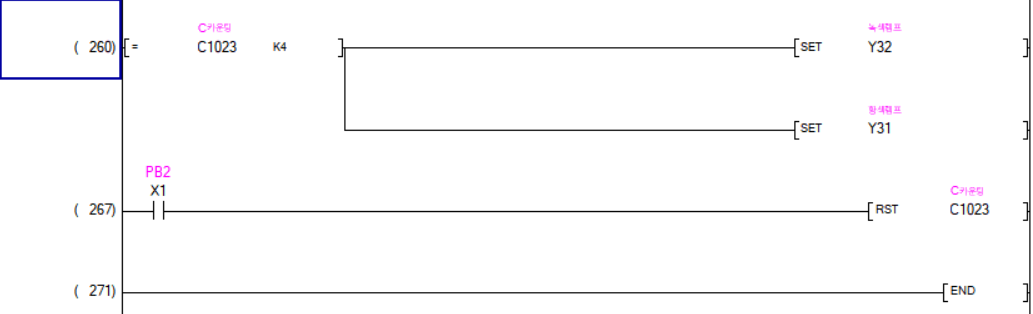 C카운팅 녹색램프
( 260) [= C1023 K4 ] [SET Y32 ]
황색램프
[SET Y31 ]
PB2
X1 C카운팅
( 267) [RST C1023 ]
( 271) [END ]